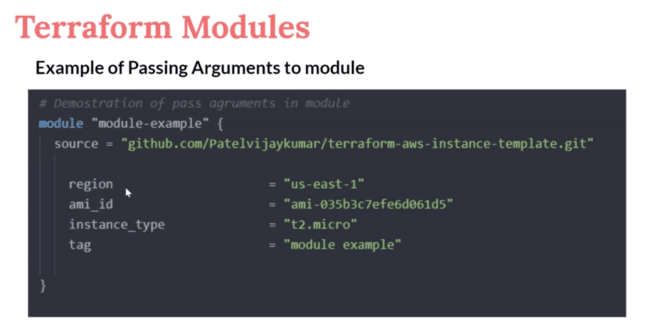 Terraform Modules
Example of Passing Arguments to module
# Demostration of pass agruments in module
module "module-example" {
source = "github.com/Patelvijaykumar/terraform-aws-instance-template.git"
region = "us-east-1"
ami_id = "ami-035b3c7efe6d061d5"
instance_type = "t2.micro"
tag = "module example"
}